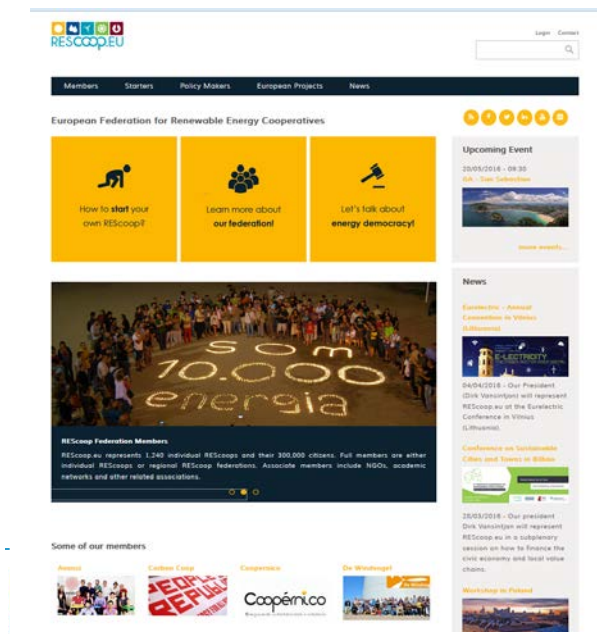 RESCOOP.EU
Login Contact
Members Starters Policy Makers European Projects News
European Federation for Renewable Energy Cooperatives
How to start your
own REScoop?
Learn more about
our federation!
Let's talk about
energy democracy!
SOM
10.000
energia
REScoop Federation Members
REScoop.eu represents 1,240 individual REScoops and their 300,000 citizens. Full members are either
individual REScoops or regional REScoop federations. Associate members include NGOs, academic
networks and other related associations.
Some of our members
Carbon Coop
Coopernico
De Windvogel
PEOPLE
REPUBLIC
Coopérnico
Upcoming Event
20/05/2016 - 09:30
San Sebastian
more events...
News
Eurelectric - Annual
Convention in Vilnius
(Lithuania)
E-LECTRICITY
04/04/2016 - Our President
(Dirk Vansintjan) will represent
REScoop.eu at the Eurelectric
Conference in Vilnius
(Lithuania).
Conference on Sustainable
Cities and Towns in Bilbao
28/03/2016 - Our president
Dirk Vansintjan will represent
REScoop.eu in a subplenary
session on how to finance the
civic economy and local value
chains.
Workshop in Poland